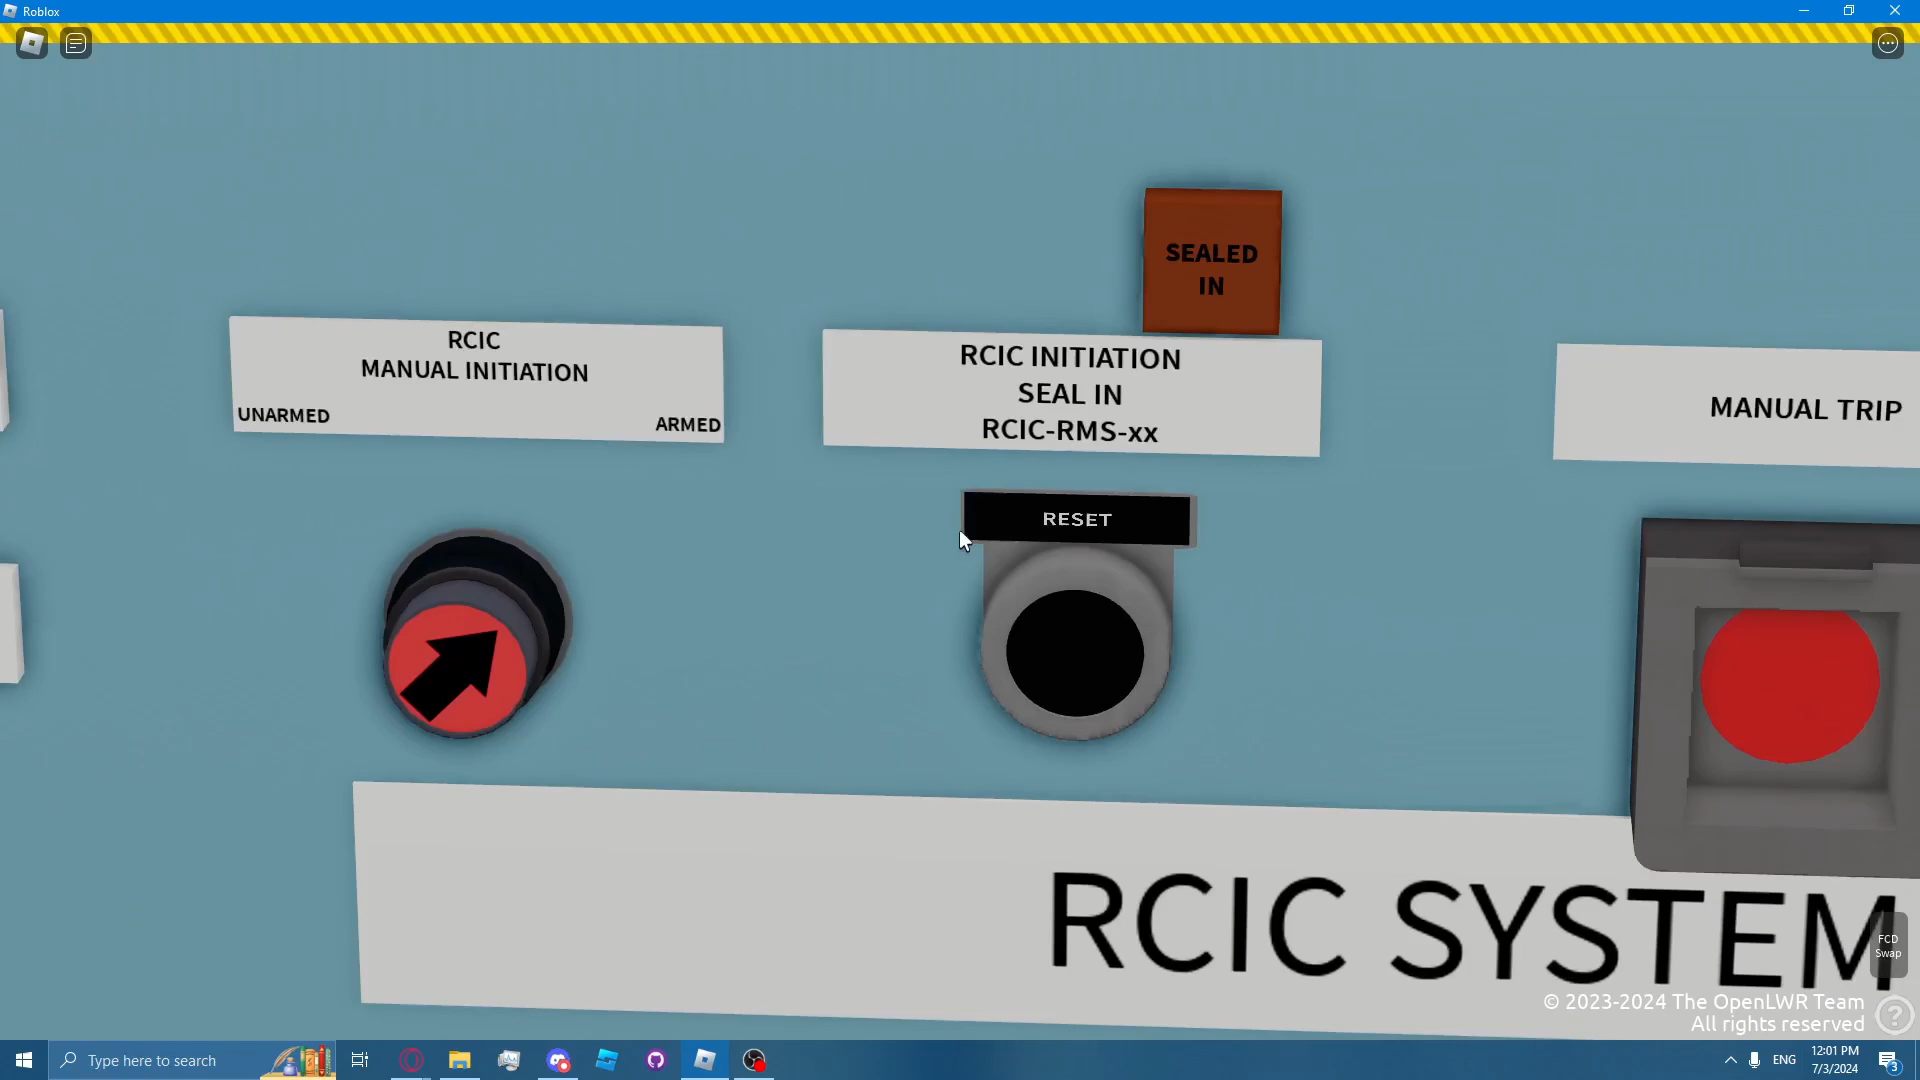 Roblox
SEALED
IN
RCIC
MANUAL INITIATION
UNARMED
ARMED
RCIC INITIATION
SEAL IN
RCIC-RMS-xx
MANUAL TRIP
RESET
RCIC SYSTEM
FCD
Swap
© 2023-2024 The OpenLWR Team
All rights reserved
?
Type here to search
ENG
12:01 PM
7/3/2024
3